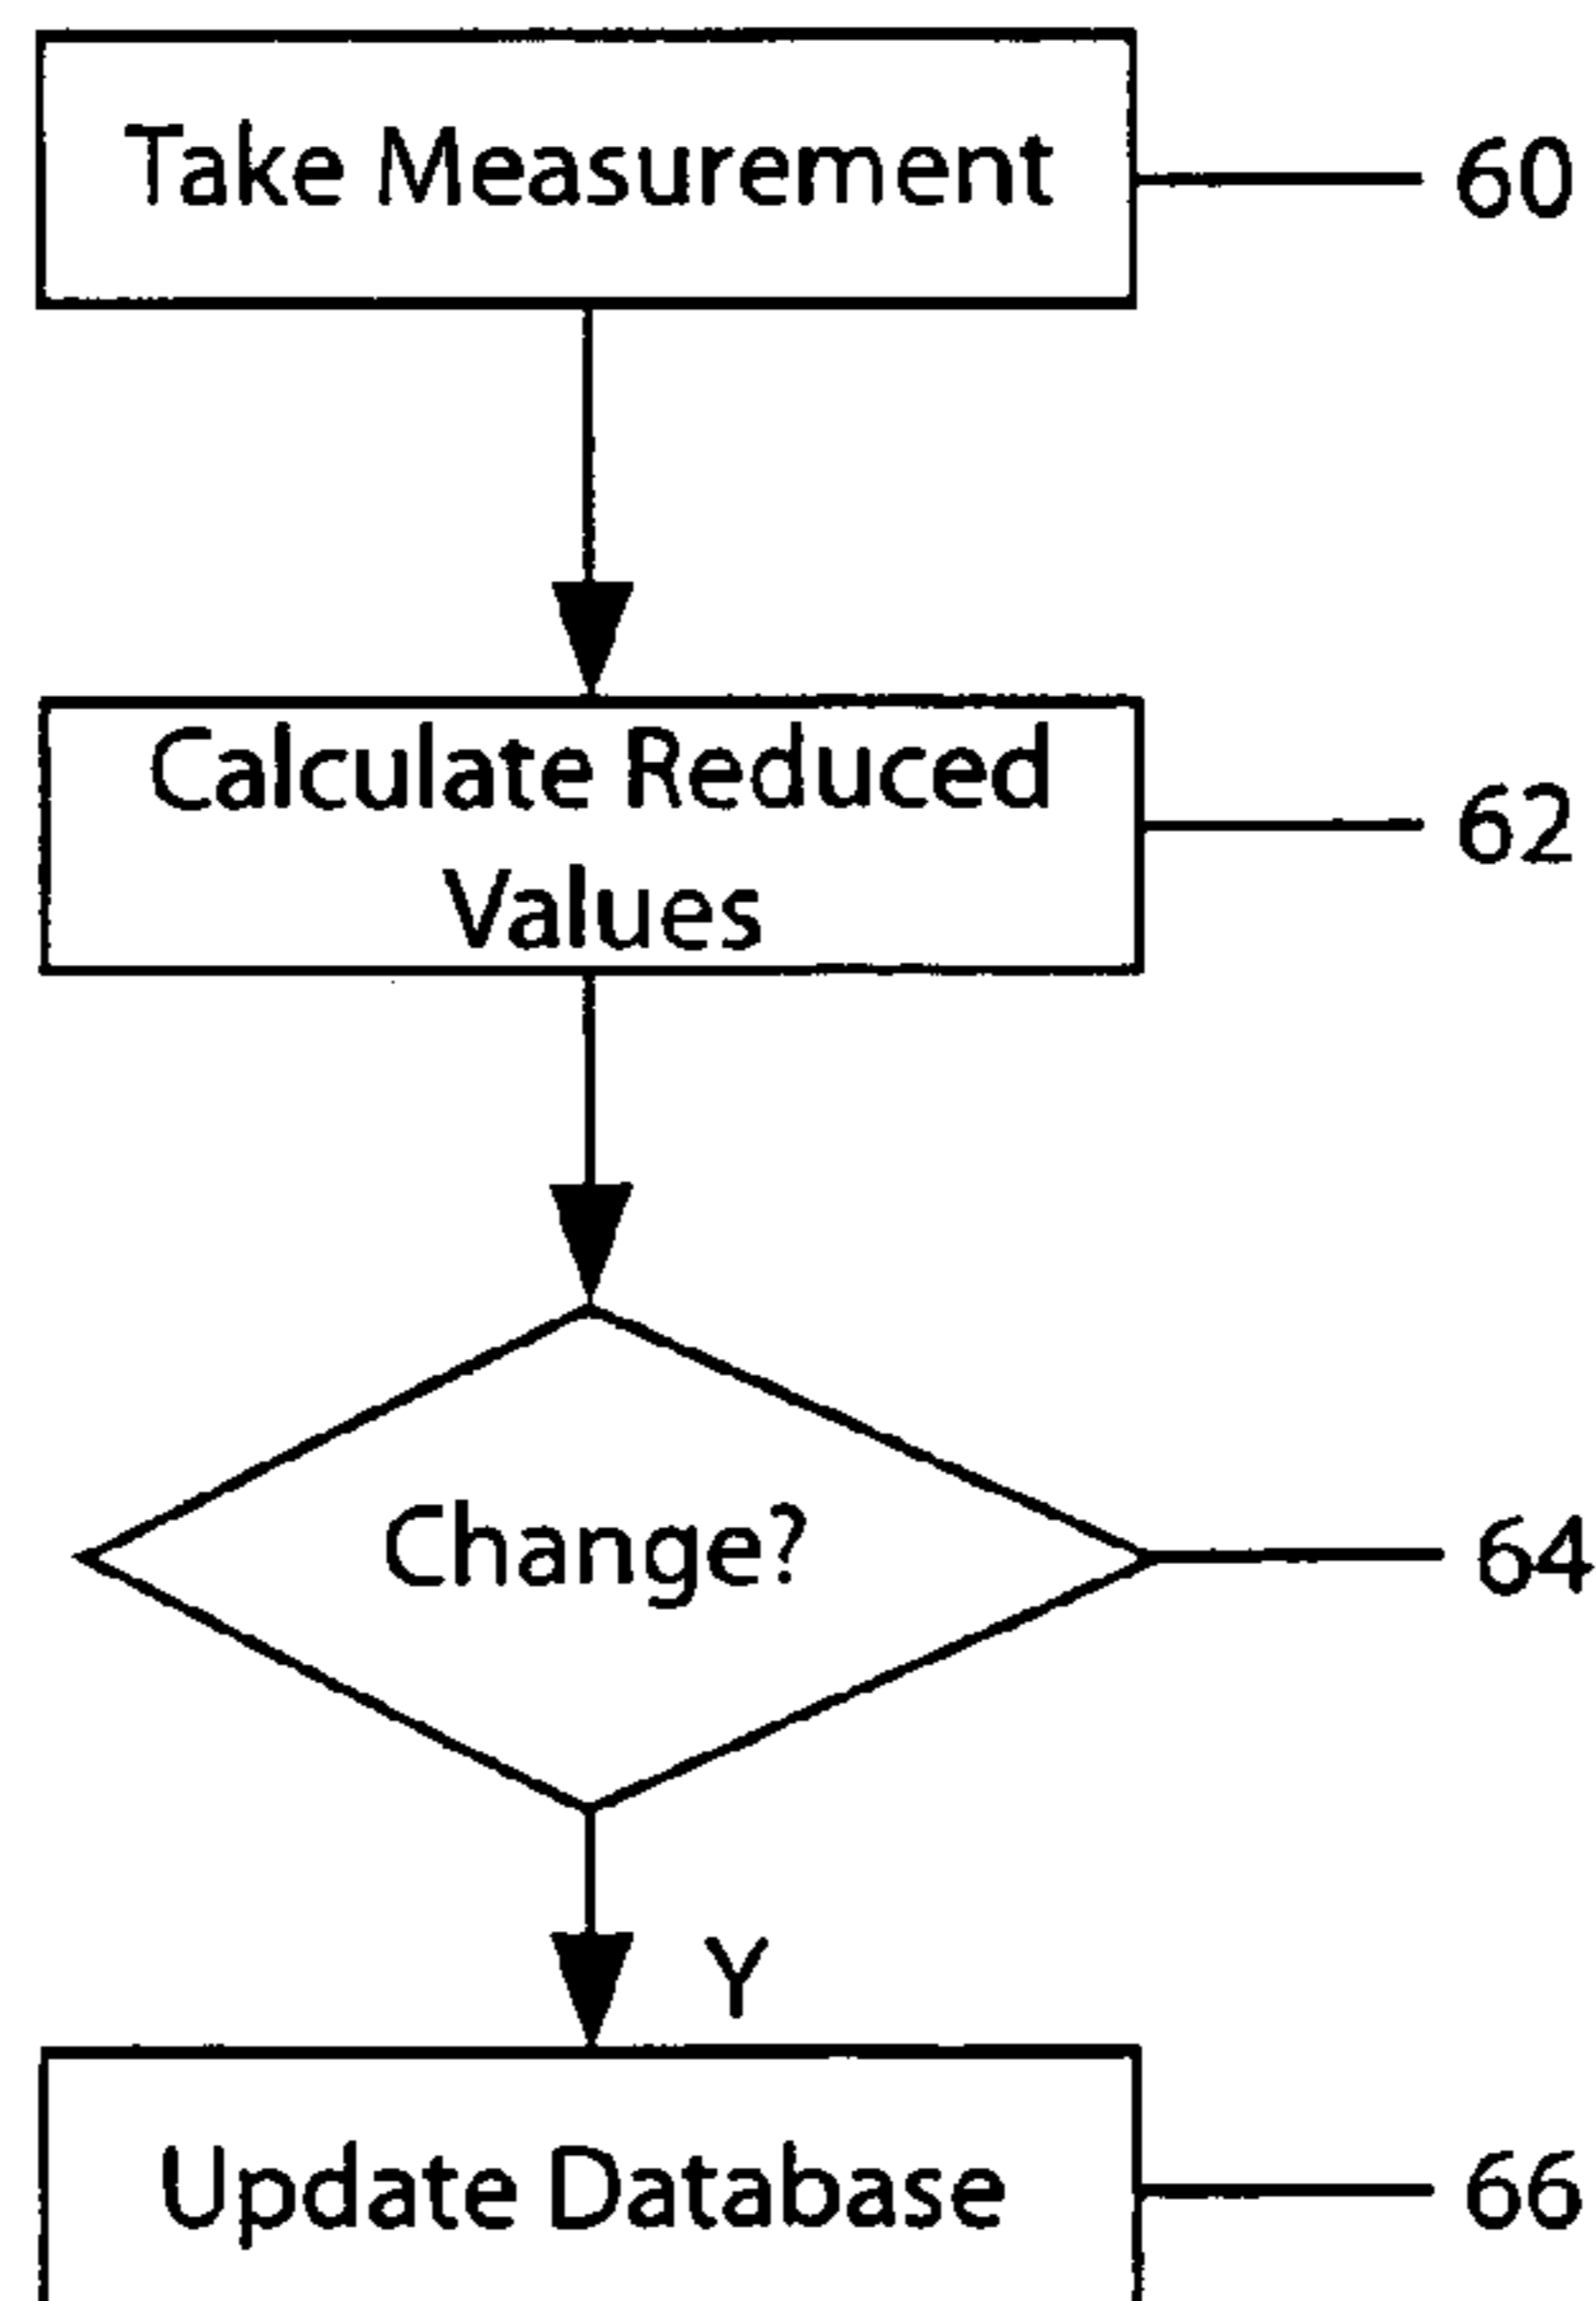 Take Measurement
60
Calculate Reduced
Values
62
Change?
64
Y
Update Database
66